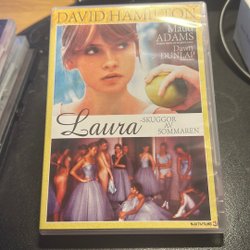 DAVID HAMILTON
Maud
ADAMS
Dawn
DUNLAP
Laura
SKUGGOR
AV
SOMMAREN